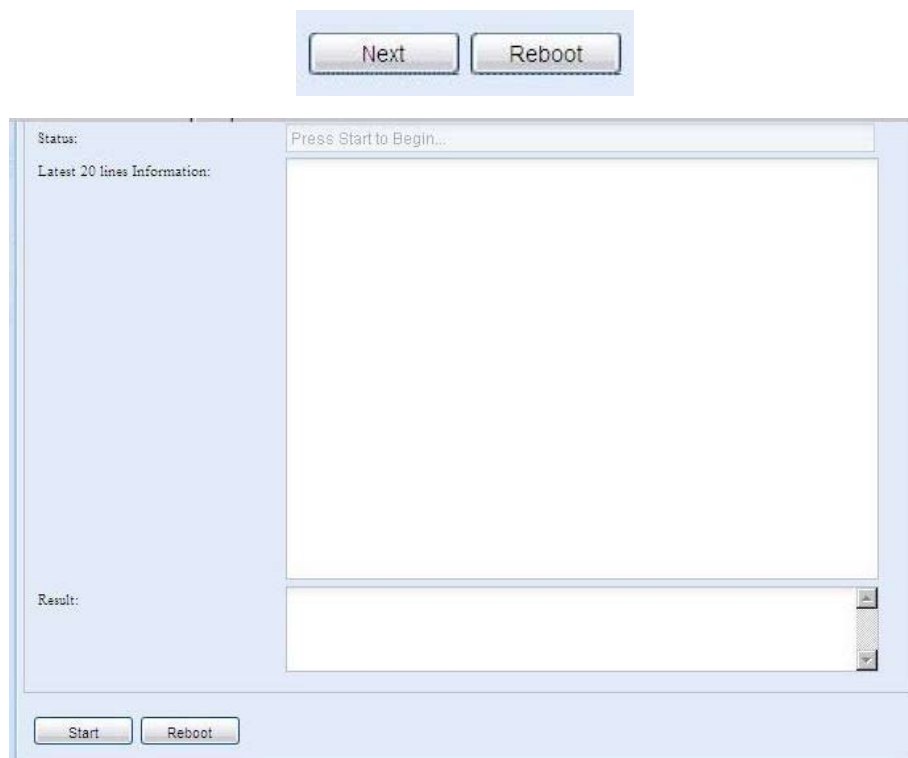 Next Reboot
Status: Press Start to Begin...
Latest 20 lines Information:
Result:
Start Reboot